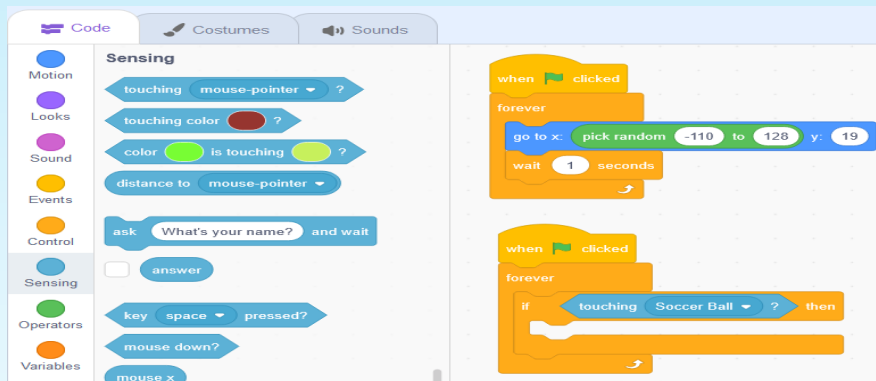 Code
Costumes
Sounds
Motion
Looks
Sound
Events
Control
Sensing
Operators
Variables
Sensing
touching mouse-pointer ?
touching color ?
color is touching ?
distance to mouse-pointer
ask What's your name? and wait
answer
key space pressed?
mouse down?
mouse x
when clicked
forever
go to x: pick random -110 to 128 y: 19
wait 1 seconds
when clicked
forever
if touching Soccer Ball ? then